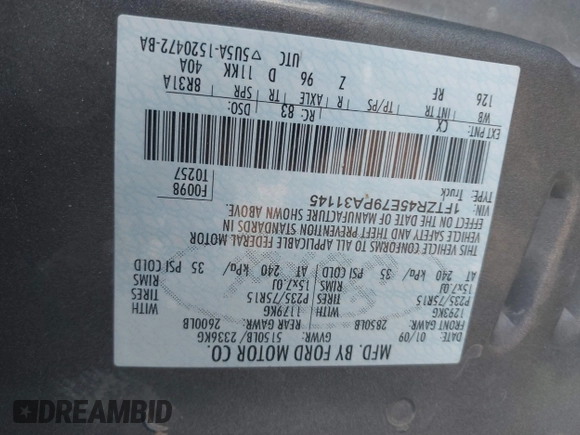 MFD. BY FORD MOTOR CO.
DATE: 01/09 GVWR: 5150LB/ 2336KG
FRONT GAWR: 2850LB REAR GAWR: 2600LB
1293KG 1179KG WITH
P235/75R15 P235/75R15 TIRES
15x7.0J 15x7.0J RIMS
AT 240 kPa/ 35 PSI COLD AT 240 kPa/ 35 PSI COLD
THIS VEHICLE CONFORMS TO ALL APPLICABLE FEDERAL MOTOR
VEHICLE SAFETY AND THEFT PREVENTION STANDARDS IN
EFFECT ON THE DATE OF MANUFACTURE SHOWN ABOVE.
VIN: 1FTZR45E79PA31145
TYPE: Truck
F0098
T0257
EXT PNT: CX RC: 83 DSO:
WB INT TR TP/PS R AXLE TR SPR
126 RF Z 96 D 11KK 8R31A
40A
UTC ▽5U5A-1520472-BA
DREAMBID